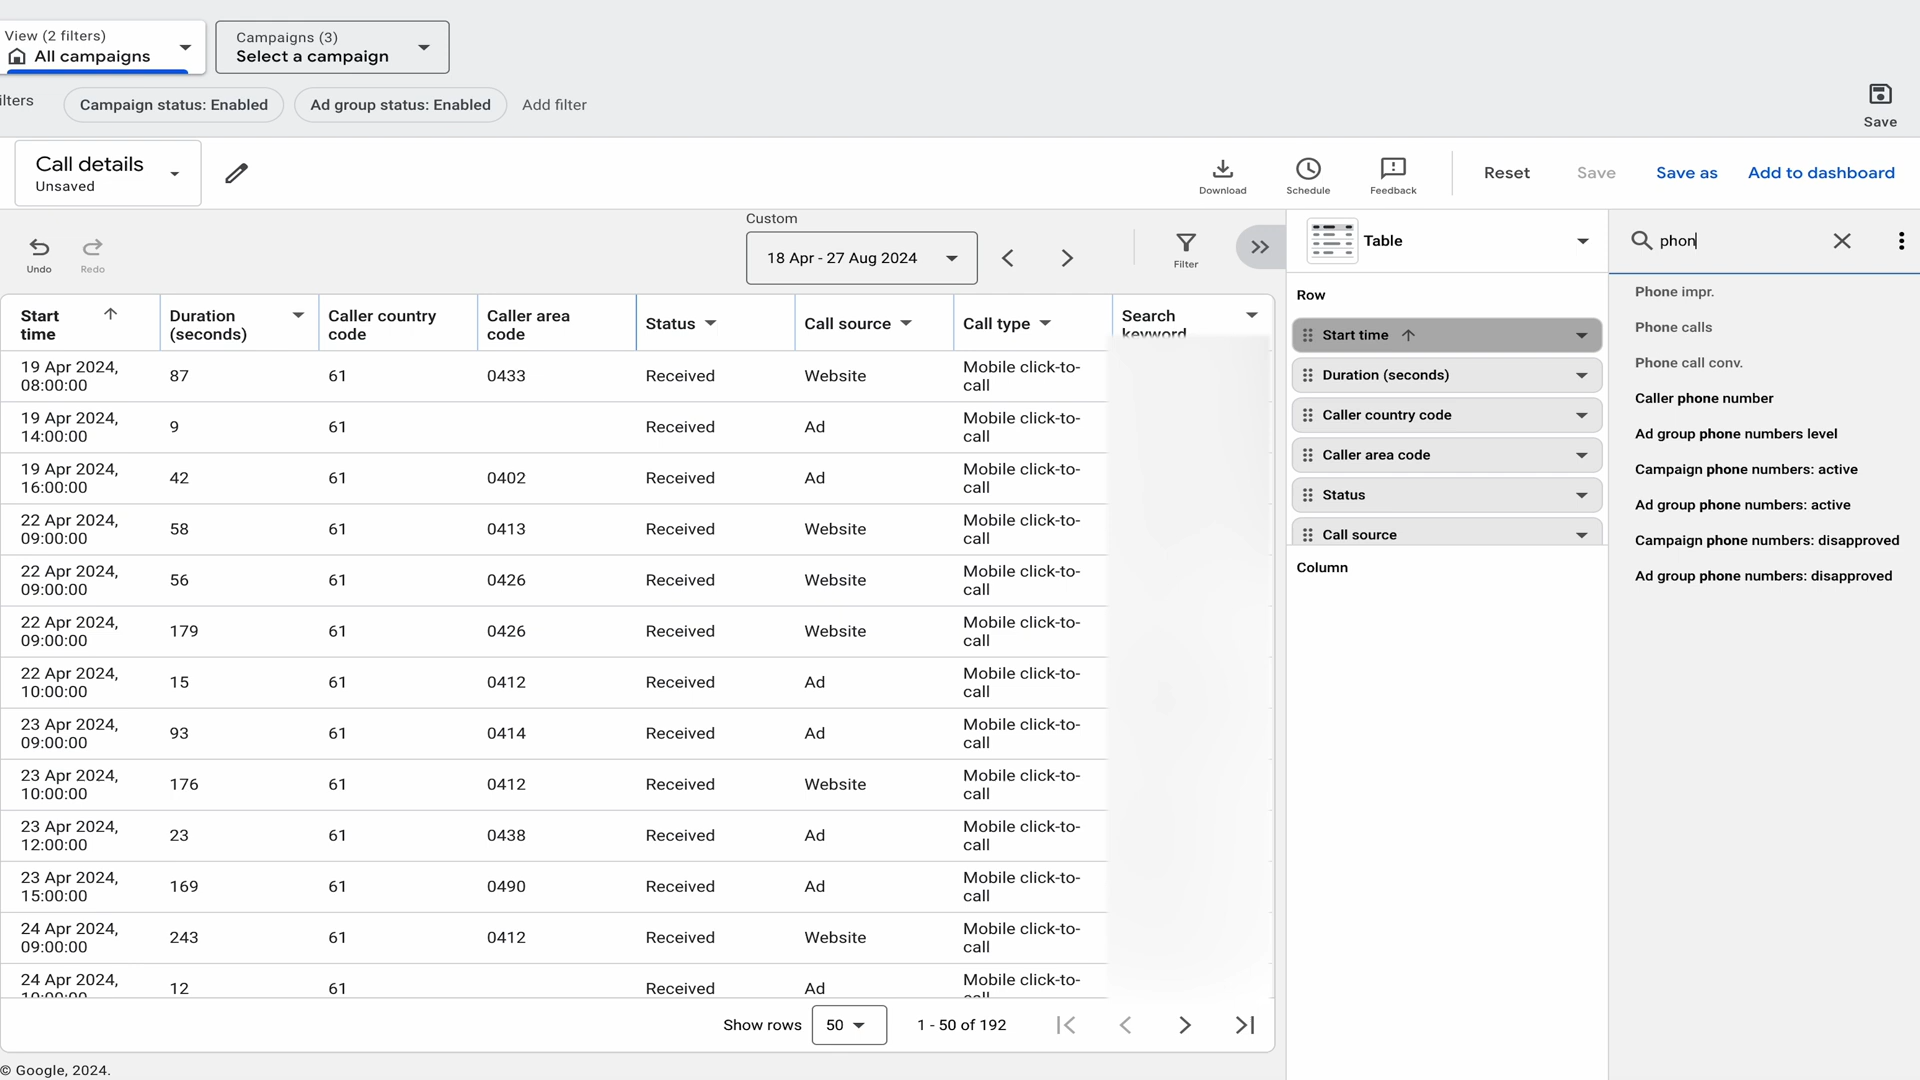 View (2 filters)
All campaigns
Campaigns (3)
Select a campaign
ilters
Campaign status: Enabled
Ad group status: Enabled
Add filter
Save
Call details
Unsaved
Download
Schedule
Feedback
Reset
Save
Save as
Add to dashboard
Undo
Redo
Custom
18 Apr - 27 Aug 2024
Filter
Start time
Duration (seconds)
Caller country code
Caller area code
Status
Call source
Call type
Search keyword
19 Apr 2024, 08:00:00 87 61 0433 Received Website Mobile click-to-call
19 Apr 2024, 14:00:00 9 61 Received Ad Mobile click-to-call
19 Apr 2024, 16:00:00 42 61 0402 Received Ad Mobile click-to-call
22 Apr 2024, 09:00:00 58 61 0413 Received Website Mobile click-to-call
22 Apr 2024, 09:00:00 56 61 0426 Received Website Mobile click-to-call
22 Apr 2024, 09:00:00 179 61 0426 Received Website Mobile click-to-call
22 Apr 2024, 10:00:00 15 61 0412 Received Ad Mobile click-to-call
23 Apr 2024, 09:00:00 93 61 0414 Received Ad Mobile click-to-call
23 Apr 2024, 10:00:00 176 61 0412 Received Website Mobile click-to-call
23 Apr 2024, 12:00:00 23 61 0438 Received Ad Mobile click-to-call
23 Apr 2024, 15:00:00 169 61 0490 Received Ad Mobile click-to-call
24 Apr 2024, 09:00:00 243 61 0412 Received Website Mobile click-to-call
24 Apr 2024, 12 61 Received Ad Mobile click-to-call
Show rows
50
1 - 50 of 192
© Google, 2024.
Table
Row
Start time
Duration (seconds)
Caller country code
Caller area code
Status
Call source
Column
phon
Phone impr.
Phone calls
Phone call conv.
Caller phone number
Ad group phone numbers level
Campaign phone numbers: active
Ad group phone numbers: active
Campaign phone numbers: disapproved
Ad group phone numbers: disapproved